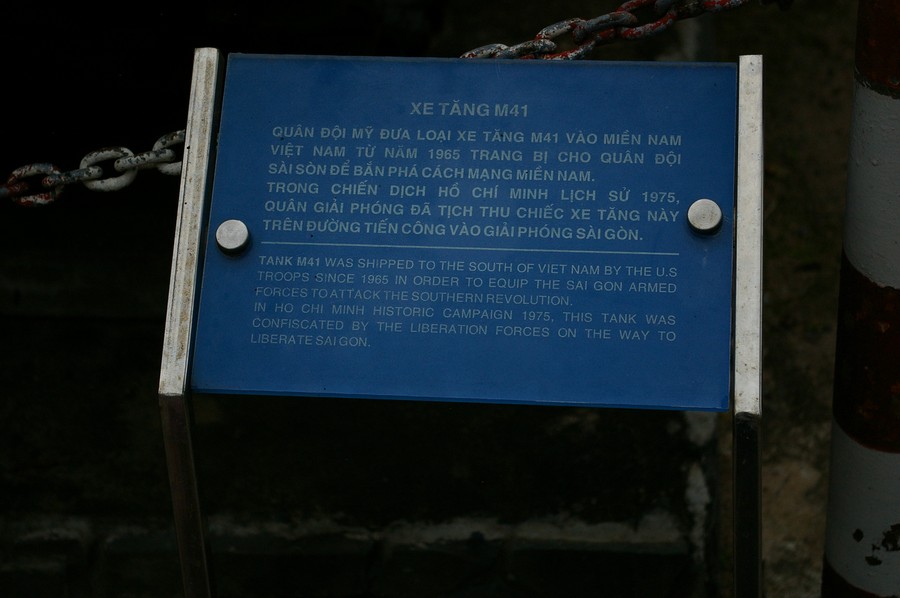 XE TĂNG M41
QUÂN ĐỘI MỸ ĐƯA LOẠI XE TĂNG M41 VÀO MIỀN NAM
VIỆT NAM TỪ NĂM 1965 TRANG BỊ CHO QUÂN ĐỘI
SÀI SÒN ĐỂ BẮN PHÁ CÁCH MẠNG MIỀN NAM.
TRONG CHIẾN DỊCH HỒ CHÍ MINH LỊCH SỬ 1975,
QUÂN GIẢI PHÓNG ĐÃ TỊCH THU CHIẾC XE TĂNG NÀY
TRÊN ĐƯỜNG TIẾN CÔNG VÀO GIẢI PHÓNG SÀI GÒN.
TANK M41 WAS SHIPPED TO THE SOUTH OF VIET NAM BY THE U.S
TROOPS SINCE 1965 IN ORDER TO EQUIP THE SAI GON ARMED
FORCES TO ATTACK THE SOUTHERN REVOLUTION.
IN HO CHI MINH HISTORIC CAMPAIGN 1975, THIS TANK WAS
CONFISCATED BY THE LIBERATION FORCES ON THE WAY TO
LIBERATE SAI GON.